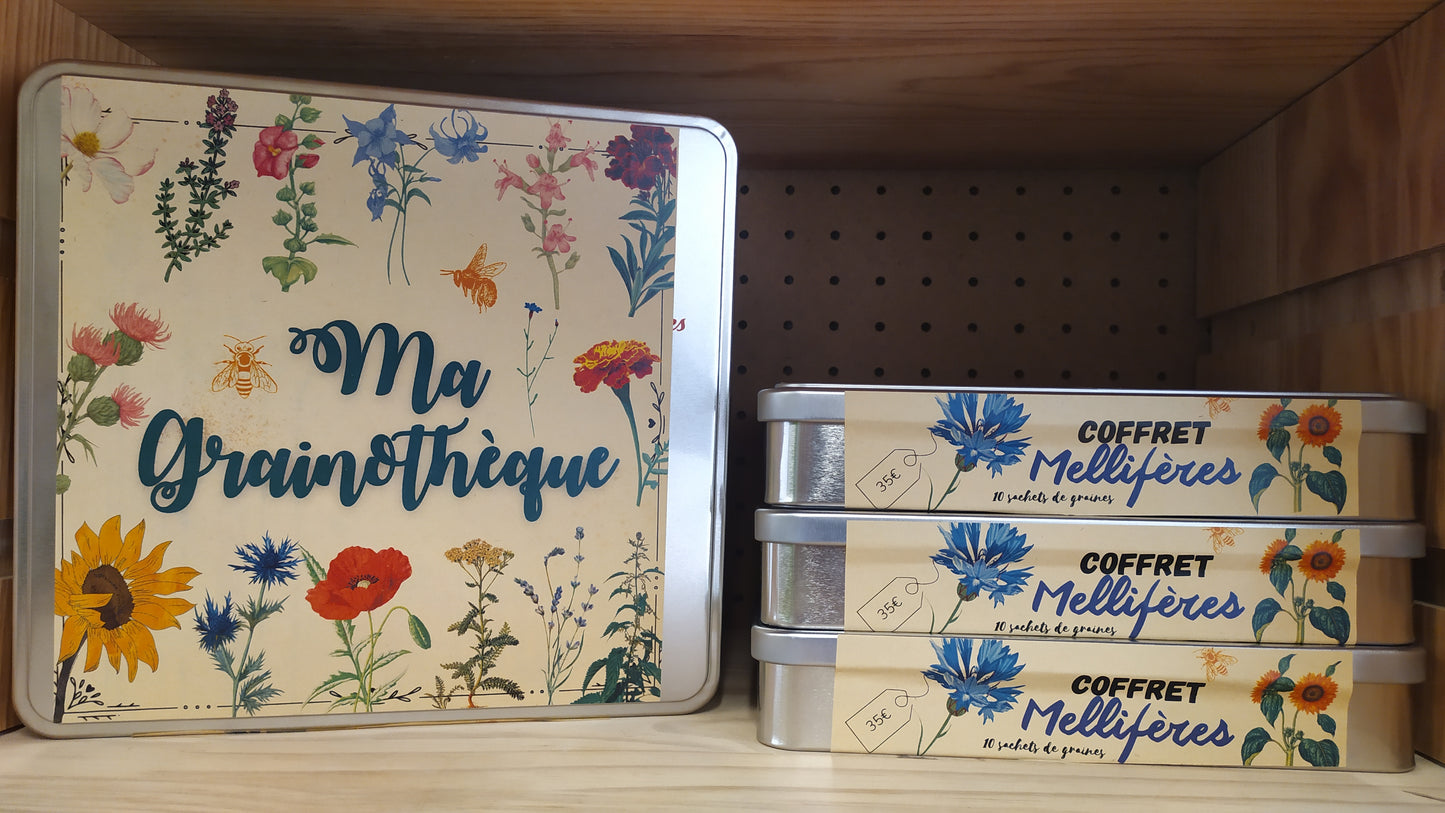 Ma
Grainothèque
COFFRET
Mellifères
10 sachets de graines
35€
COFFRET
Mellifères
10 sachets de graines
35€
COFFRET
Mellifères
10 sachets de graines
35€